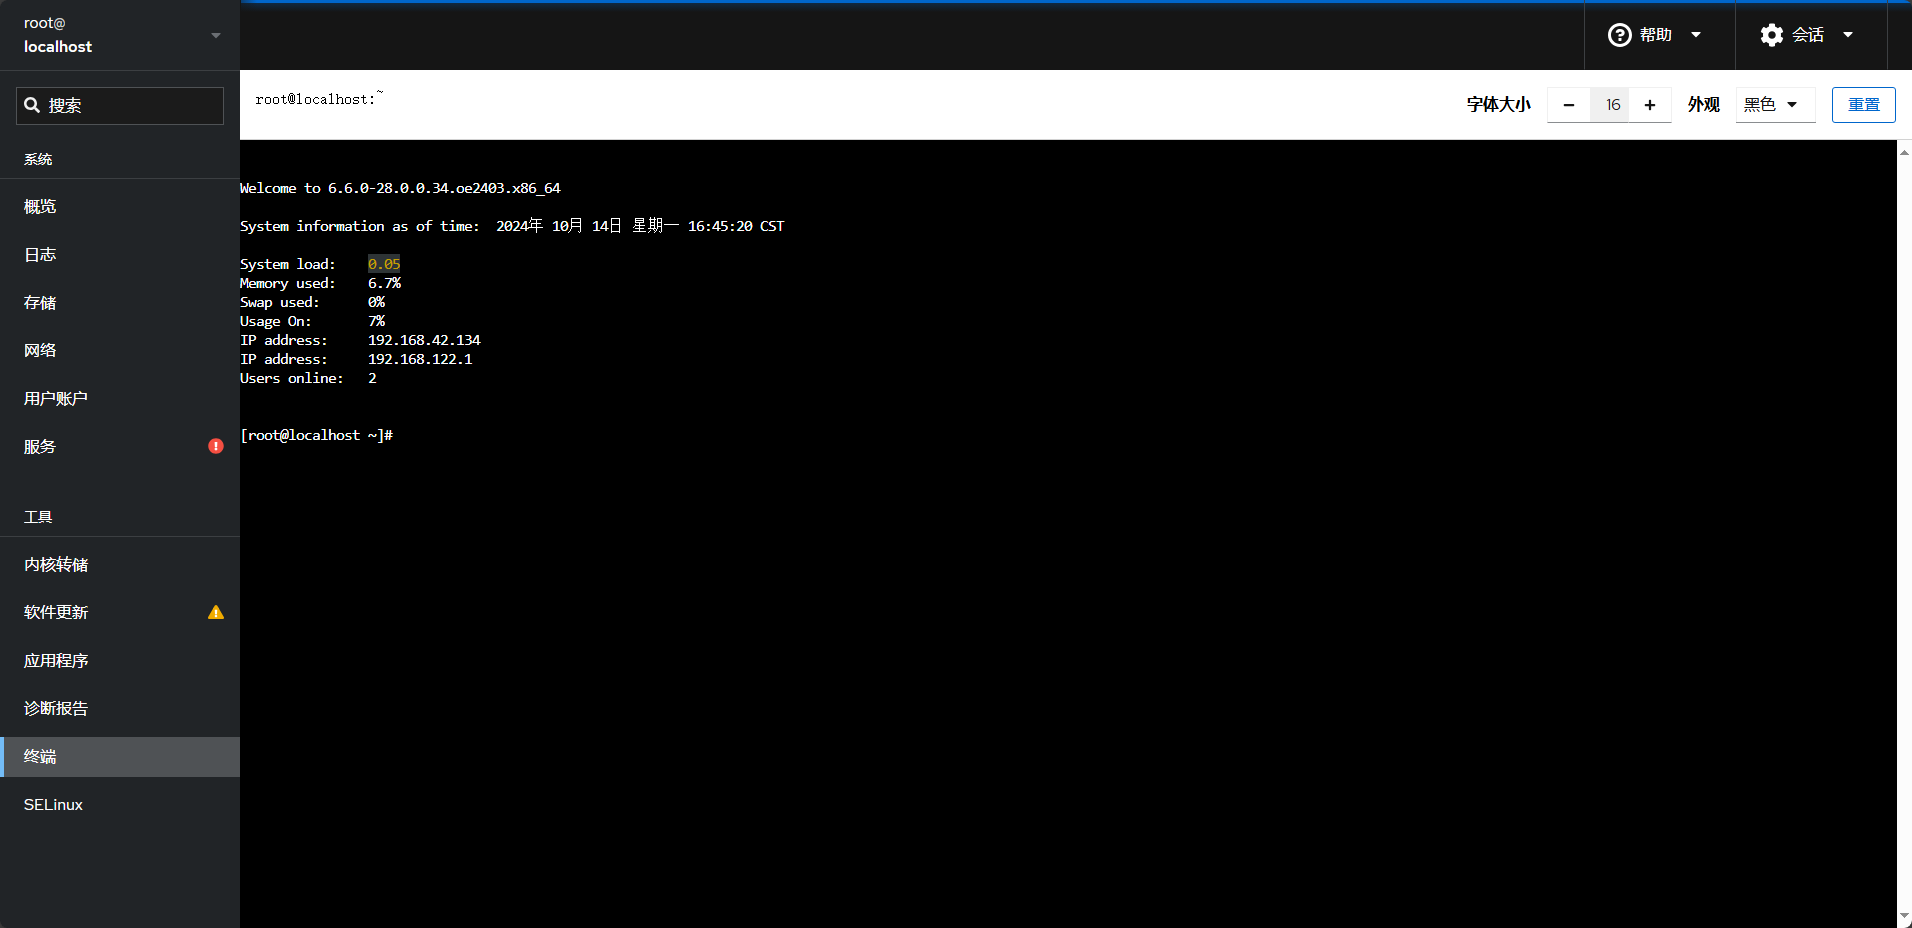 root@
localhost
帮助
会话
搜索
root@localhost:~
字体大小
16
外观
黑色
重置
系统
概览
日志
存储
网络
用户账户
服务
工具
内核转储
软件更新
应用程序
诊断报告
终端
SELinux
Welcome to 6.6.0-28.0.0.34.oe2403.x86_64
System information as of time:  2024年 10月 14日 星期一 16:45:20 CST
System load:    0.05
Memory used:    6.7%
Swap used:      0%
Usage On:       7%
IP address:     192.168.42.134
IP address:     192.168.122.1
Users online:   2
[root@localhost ~]#